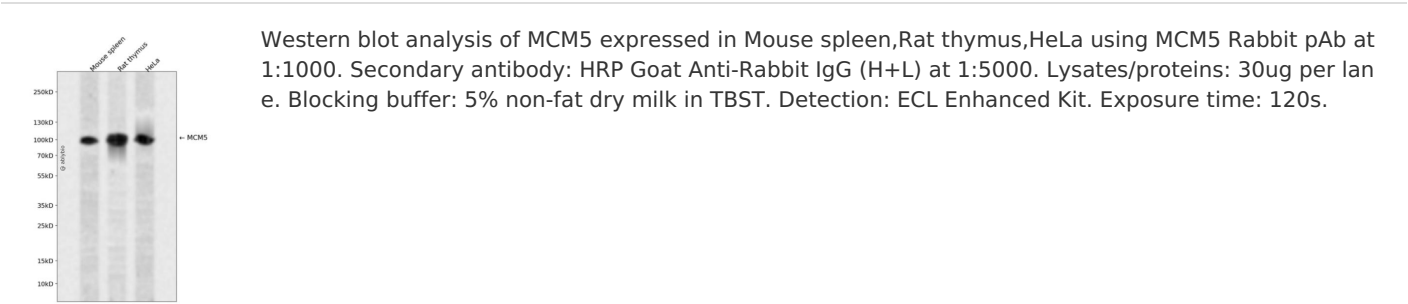 Mouse spleen
Rat thymus
HeLa
Western blot analysis of MCM5 expressed in Mouse spleen,Rat thymus,HeLa using MCM5 Rabbit pAb at
1:1000. Secondary antibody: HRP Goat Anti-Rabbit IgG (H+L) at 1:5000. Lysates/proteins: 30ug per lan
e. Blocking buffer: 5% non-fat dry milk in TBST. Detection: ECL Enhanced Kit. Exposure time: 120s.
250kD
130kD
100kD
← MCM5
70kD
55kD
35kD
25kD
15kD
10kD